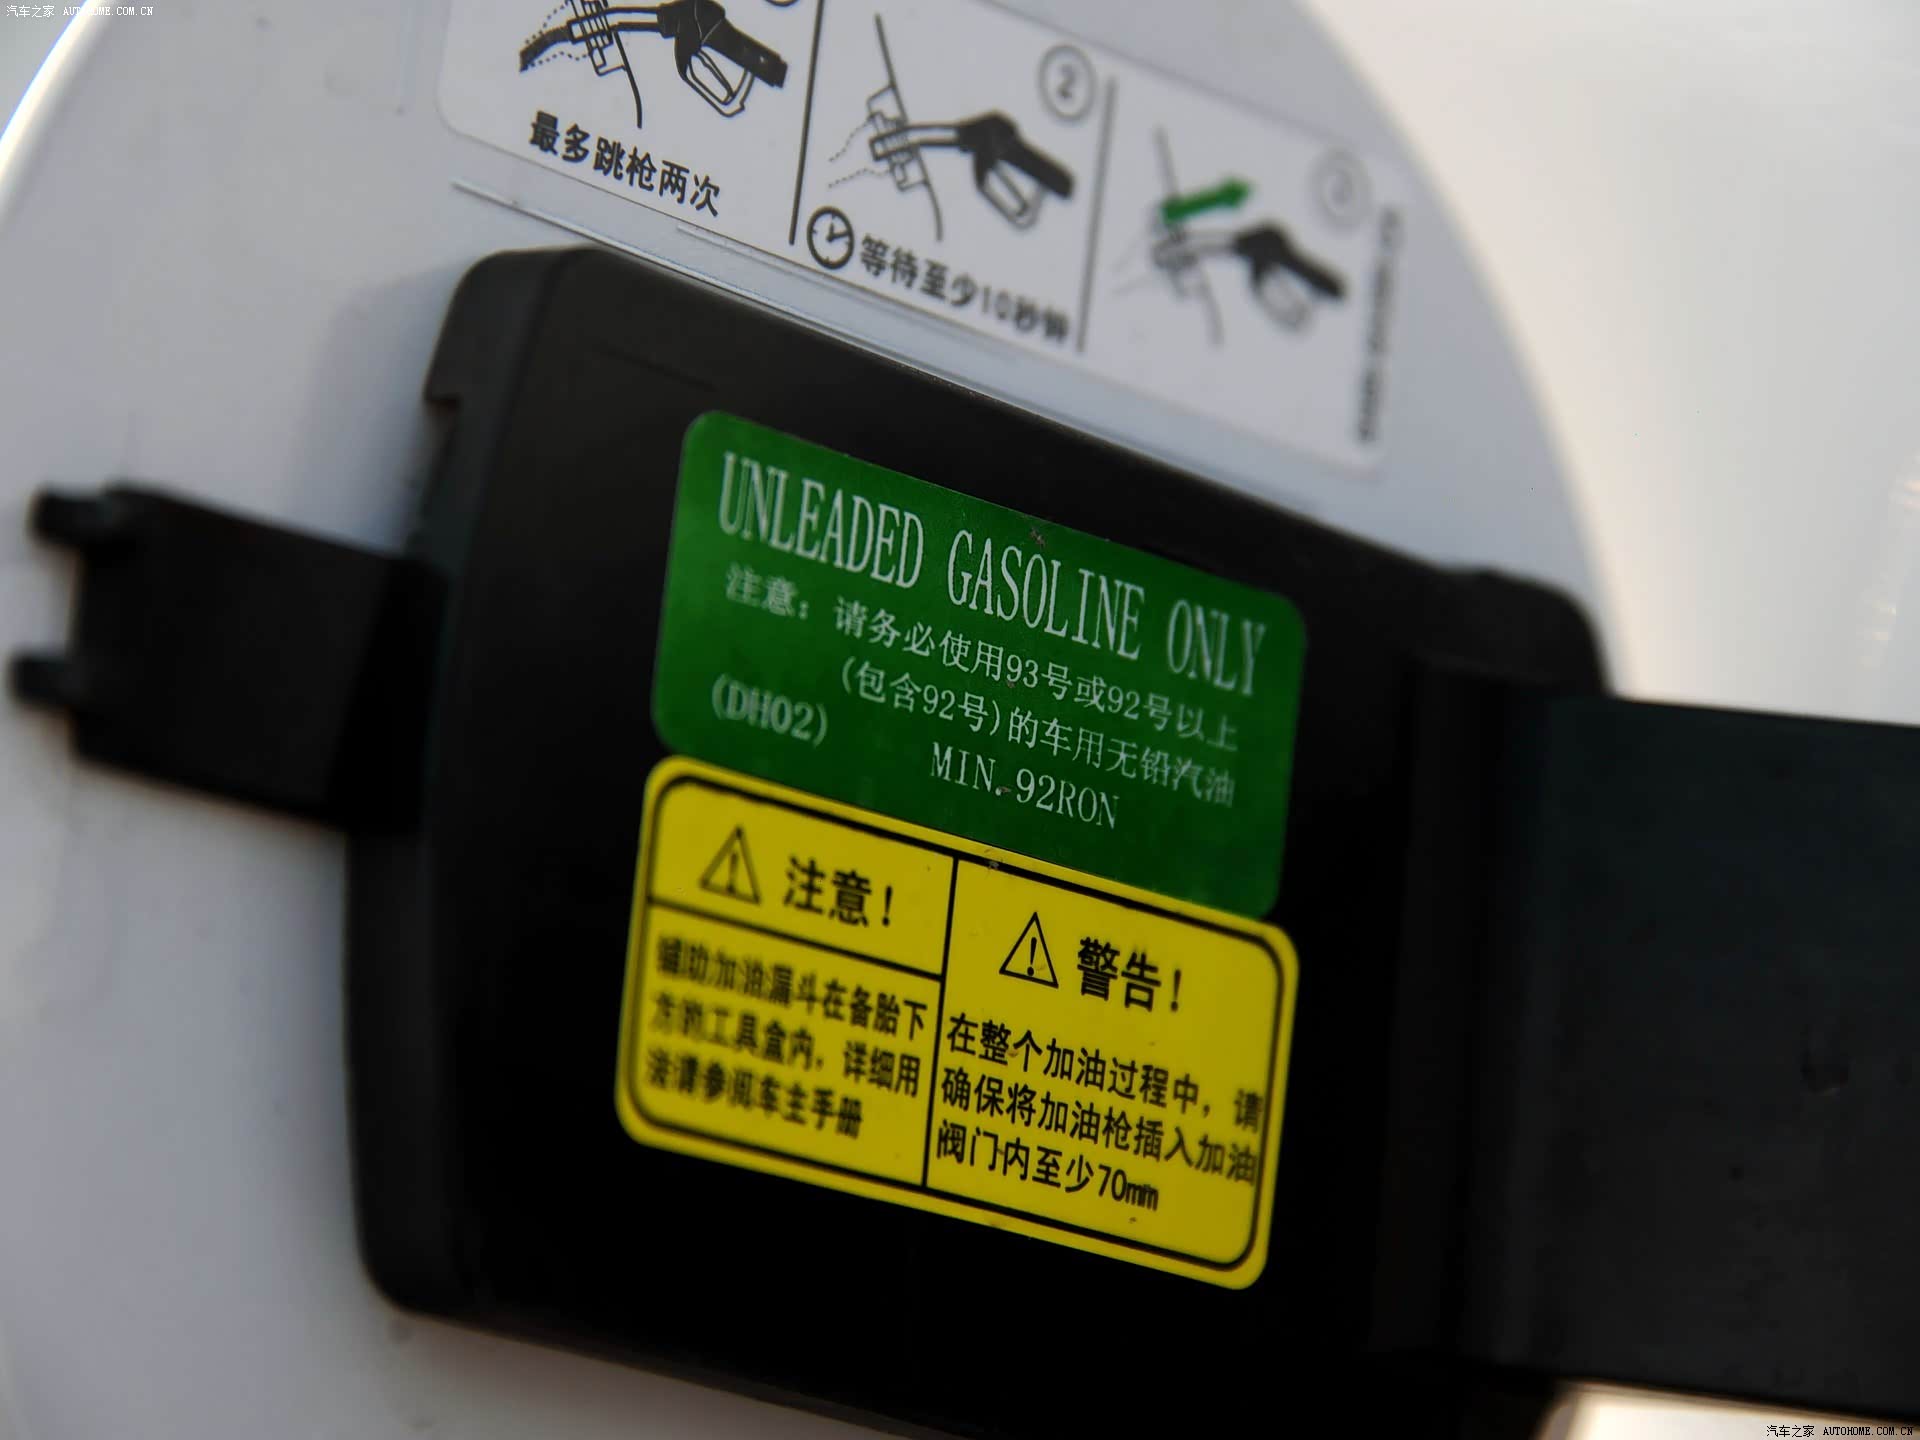 汽车之家 AUTOHOME.COM.CN
最多跳枪两次
2
等待至少10秒钟
UNLEADED GASOLINE ONLY
注意：请务必使用93号或92号以上
(包含92号)的车用无铅汽油
(DH02)
MIN. 92RON
注意！
辅助加油漏斗在备胎下
方的工具盒内，详细用
法请参阅车主手册
警告！
在整个加油过程中，请
确保将加油枪插入加油
阀门内至少70mm
汽车之家 AUTOHOME.COM.CN